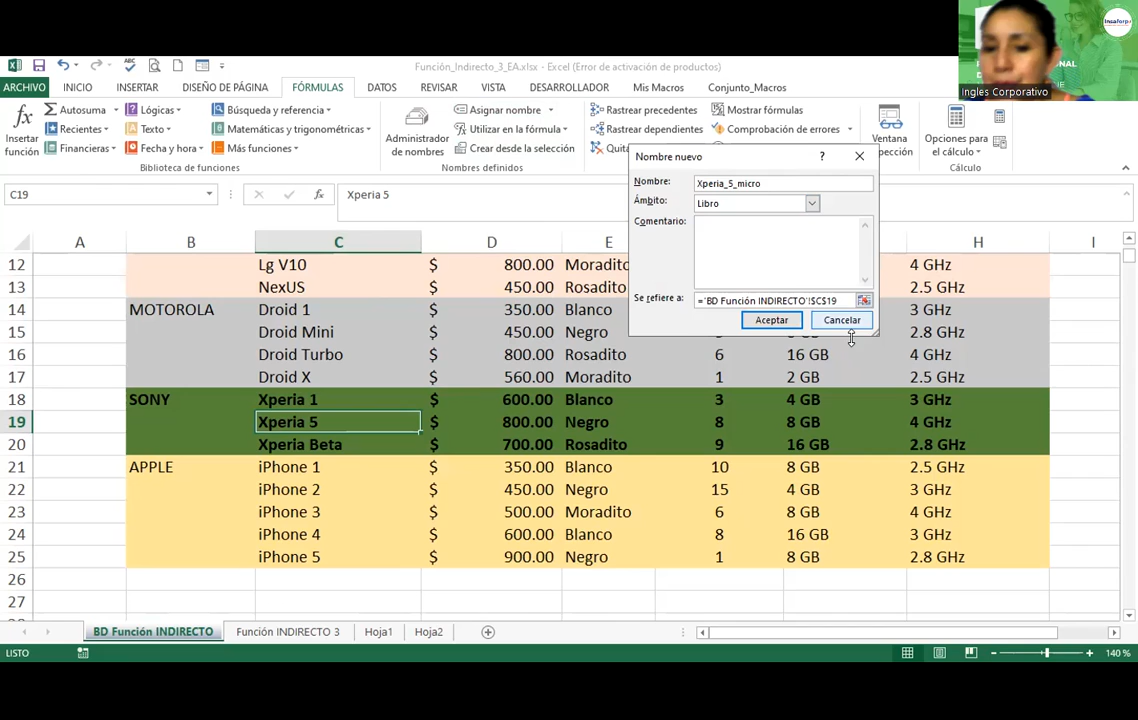 Insaforp
Ingles Corporativo
Función_Indirecto_3_EA.xlsx - Excel (Error de activación de productos)
ARCHIVO INICIO INSERTAR DISEÑO DE PÁGINA FÓRMULAS DATOS REVISAR VISTA DESARROLLADOR Mis Macros Conjunto_Macros
Insertar función
Autosuma
Recientes
Financieras
Lógicas
Texto
Fecha y hora
Búsqueda y referencia
Matemáticas y trigonométricas
Más funciones
Biblioteca de funciones
Administrador de nombres
Asignar nombre
Utilizar en la fórmula
Crear desde la selección
Nombres definidos
Rastrear precedentes
Rastrear dependientes
Mostrar fórmulas
Comprobación de errores
Ventana
Opciones para el cálculo
Cálculo
Nombre nuevo ? ×
Nombre: Xperia_5_micro
Ámbito: Libro
Comentario:
Se refiere a: ='BD Función INDIRECTO'!$C$19
Aceptar Cancelar
C19 fx Xperia 5
A B C D E H I
12 Lg V10 $ 800.00 Moradito 4 GHz
13 NexUS $ 450.00 Rosadito 2.5 GHz
14 MOTOROLA Droid 1 $ 350.00 Blanco 3 GHz
15 Droid Mini $ 450.00 Negro 2.8 GHz
16 Droid Turbo $ 800.00 Rosadito 6 16 GB 4 GHz
17 Droid X $ 560.00 Moradito 1 2 GB 2.5 GHz
18 SONY Xperia 1 $ 600.00 Blanco 3 4 GB 3 GHz
19 Xperia 5 $ 800.00 Negro 8 8 GB 4 GHz
20 Xperia Beta $ 700.00 Rosadito 9 16 GB 2.8 GHz
21 APPLE iPhone 1 $ 350.00 Blanco 10 8 GB 2.5 GHz
22 iPhone 2 $ 450.00 Negro 15 4 GB 3 GHz
23 iPhone 3 $ 500.00 Moradito 6 8 GB 4 GHz
24 iPhone 4 $ 600.00 Blanco 8 16 GB 3 GHz
25 iPhone 5 $ 900.00 Negro 1 8 GB 2.8 GHz
26
27
BD Función INDIRECTO Función INDIRECTO 3 Hoja1 Hoja2
LISTO 140 %